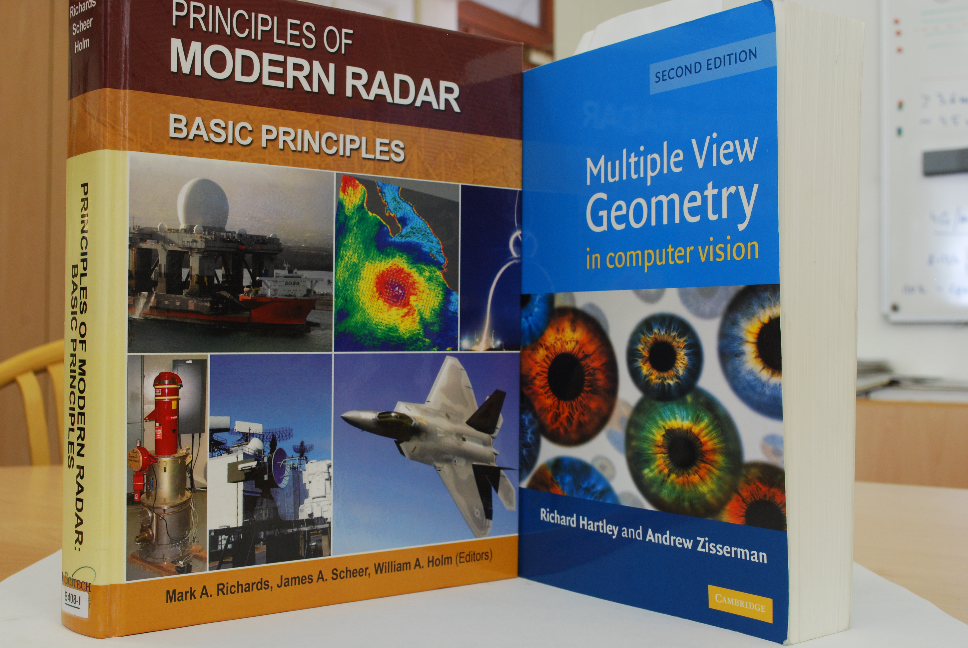 Richards
Scheer
Holm
PRINCIPLES OF
MODERN RADAR
BASIC PRINCIPLES
PRINCIPLES OF MODERN RADAR:
BASIC PRINCIPLES
Mark A. Richards, James A. Scheer, William A. Holm (Editors)
SECOND EDITION
Multiple View
Geometry
in computer vision
Richard Hartley and Andrew Zisserman
CAMBRIDGE